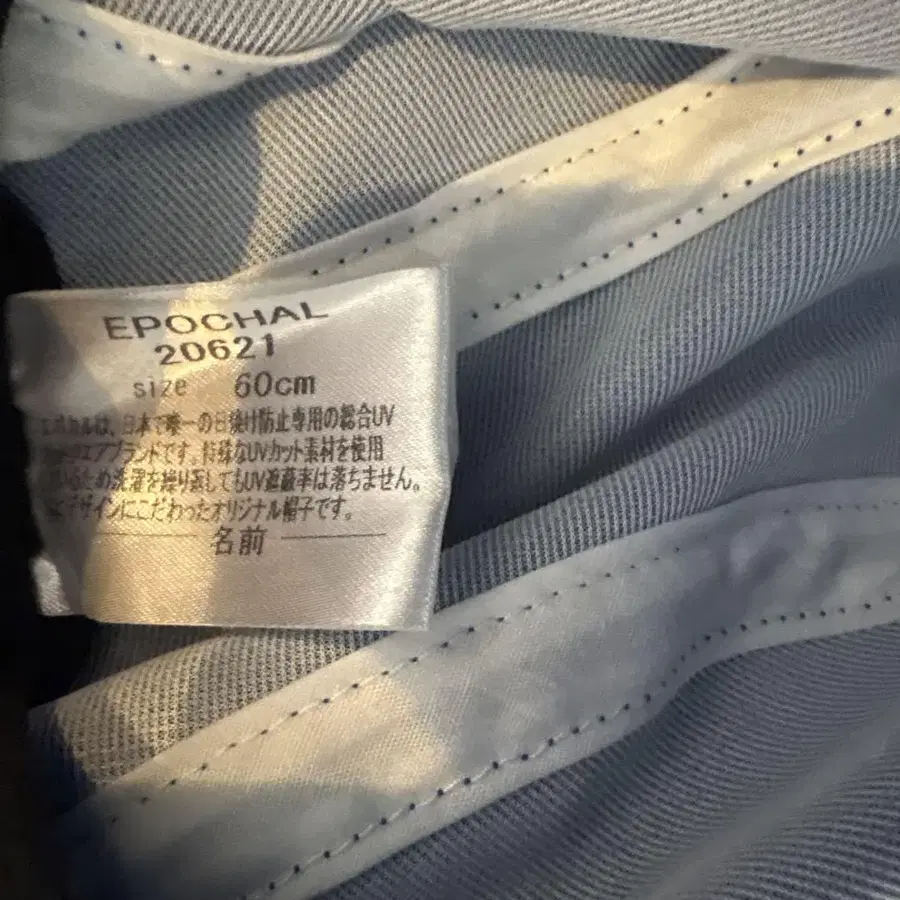 EPOCHAL
20621
size 60cm
エポカルは、日本で唯一の日焼け防止専用の総合UV
エアブランドです。特殊なUVカット素材を使用
いるため洗濯を繰り返してもUV遮蔽率は落ちません。
デザインにこだわったオリジナル帽子です。
名前